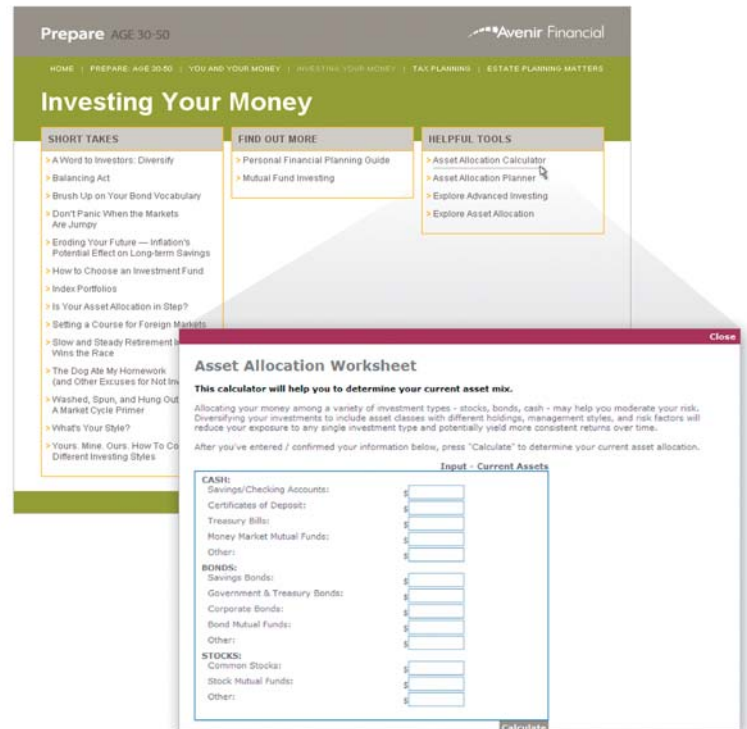 Prepare AGE 30-50
Avenir Financial
HOME | PREPARE: AGE 30-50 | YOU AND YOUR MONEY | INVESTING YOUR MONEY | TAX PLANNING | ESTATE PLANNING MATTERS
Investing Your Money
SHORT TAKES
> A Word to Investors: Diversify
> Balancing Act
> Brush Up on Your Bond Vocabulary
> Don't Panic When the Markets
Are Jumpy
> Eroding Your Future — Inflation's
Potential Effect on Long-term Savings
> How to Choose an Investment Fund
> Index Portfolios
> Is Your Asset Allocation in Step?
> Setting a Course for Foreign Markets
> Slow and Steady Retirement
Wins the Race
> The Dog Ate My Homework
(and Other Excuses for Not
> Washed, Spun, and Hung Out
A Market Cycle Primer
> What's Your Style?
> Yours. Mine. Ours. How To
Different Investing Styles
FIND OUT MORE
> Personal Financial Planning Guide
> Mutual Fund Investing
HELPFUL TOOLS
> Asset Allocation Calculator
> Asset Allocation Planner
> Explore Advanced Investing
> Explore Asset Allocation
Close
Asset Allocation Worksheet
This calculator will help you to determine your current asset mix.
Allocating your money among a variety of investment types - stocks, bonds, cash - may help you moderate your risk.
Diversifying your investments to include asset classes with different holdings, management styles, and risk factors will
reduce your exposure to any single investment type and potentially yield more consistent returns over time.
After you've entered / confirmed your information below, press "Calculate" to determine your current asset allocation.
Input - Current Assets
CASH:
Savings/Checking Accounts: $
Certificates of Deposit: $
Treasury Bills: $
Money Market Mutual Funds: $
Other: $
BONDS:
Savings Bonds: $
Government & Treasury Bonds: $
Corporate Bonds: $
Bond Mutual Funds: $
Other: $
STOCKS:
Common Stocks: $
Stock Mutual Funds: $
Other: $
Calculate